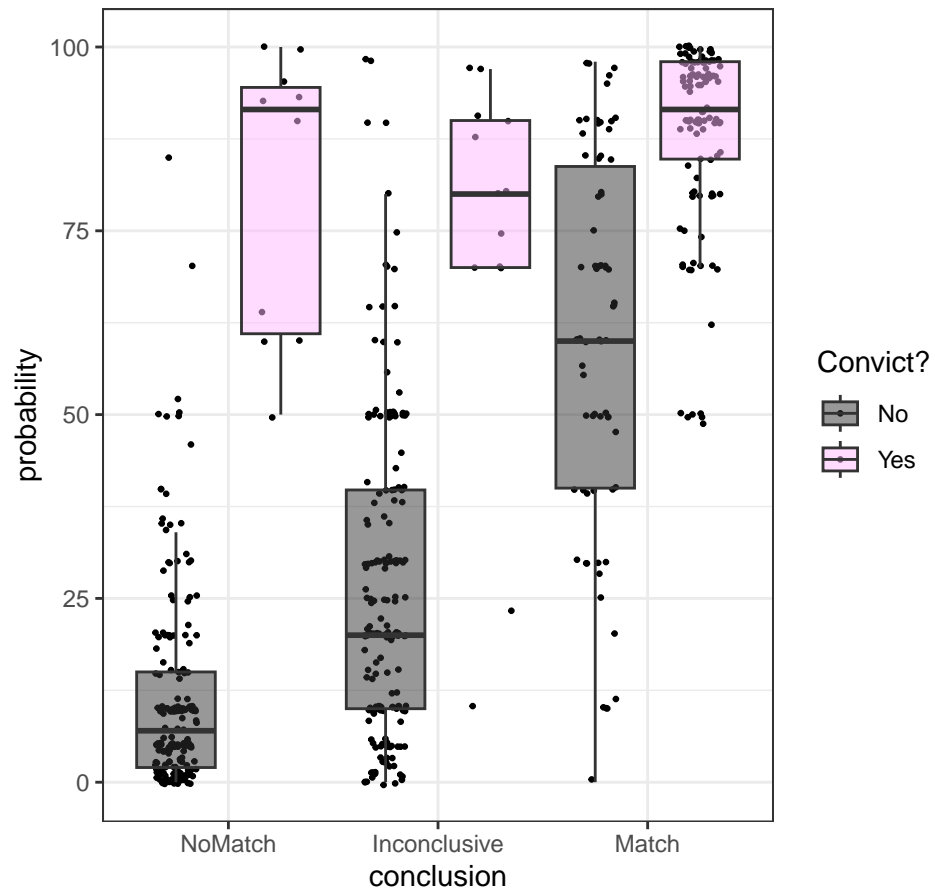 100
75
50
25
0
probability
NoMatch
Inconclusive
Match
conclusion
Convict?
No
Yes